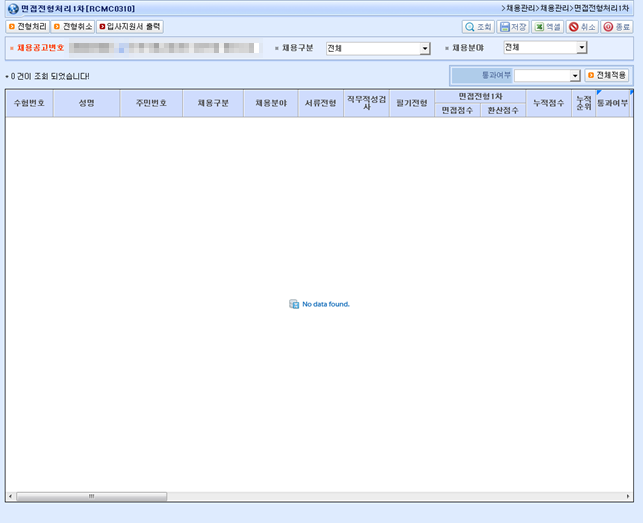 면접전형처리1차[RCMC0310] >채용관리>채용관리>면접전형처리1차
전형처리 전형취소 입사지원서 출력 조회 저장 엑셀 취소 종료
채용공고번호 채용구분 전체 채용분야 전체
* 0 건이 조회 되었습니다! 통과여부 전체적용
수험번호 성명 주민번호 채용구분 채용분야 서류전형 직무적성검사 필기전형 면접전형1차 누적점수 누적순위 통과여부
면접점수 환산점수
No data found.